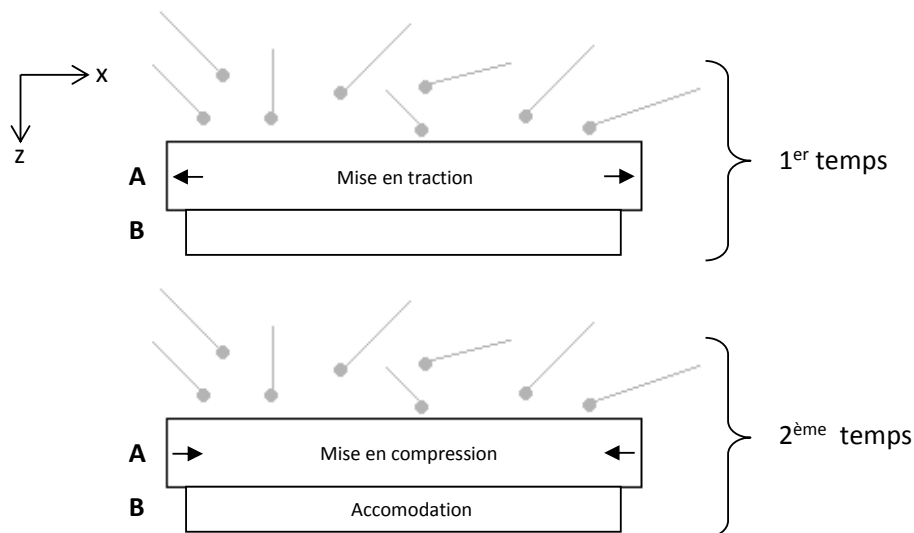 x
z
A
Mise en traction
B
1er temps
A
Mise en compression
B
Accomodation
2ème temps